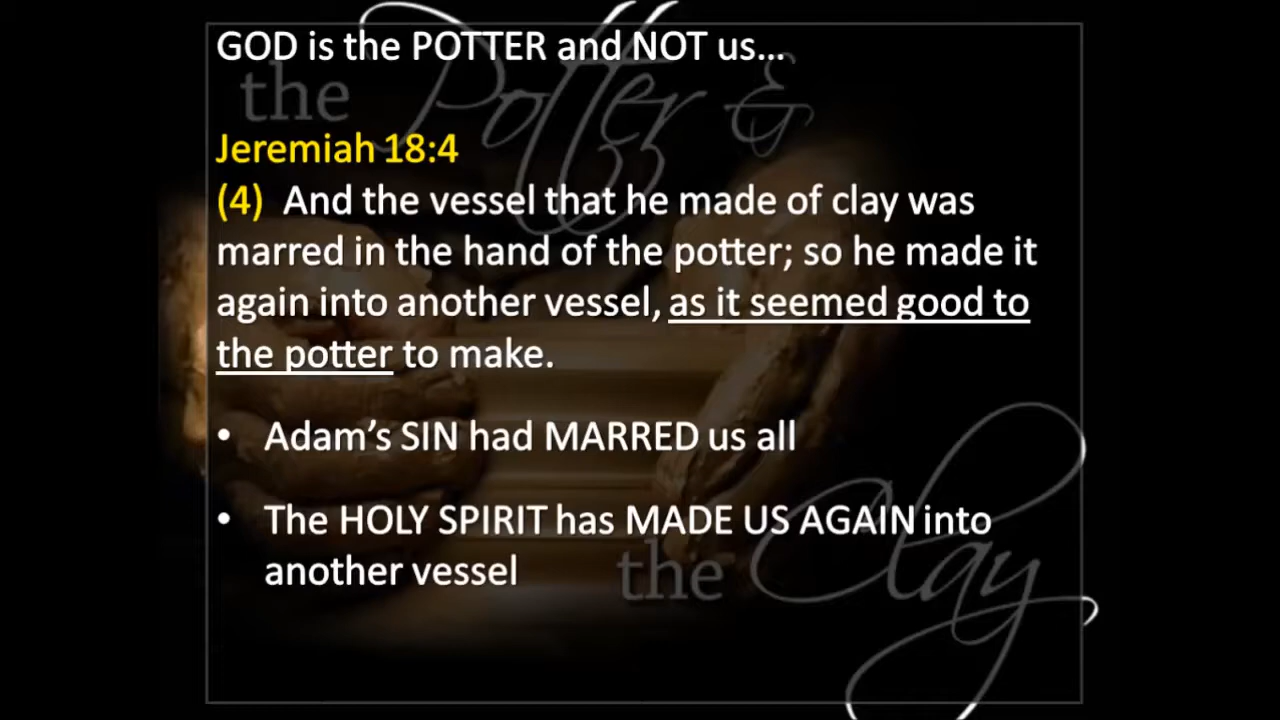 GOD is the POTTER and NOT us...
the Potter &
Jeremiah 18:4
(4) And the vessel that he made of clay was
marred in the hand of the potter; so he made it
again into another vessel, as it seemed good to
the potter to make.
• Adam's SIN had MARRED us all
• The HOLY SPIRIT has MADE US AGAIN into
another vessel
the Clay